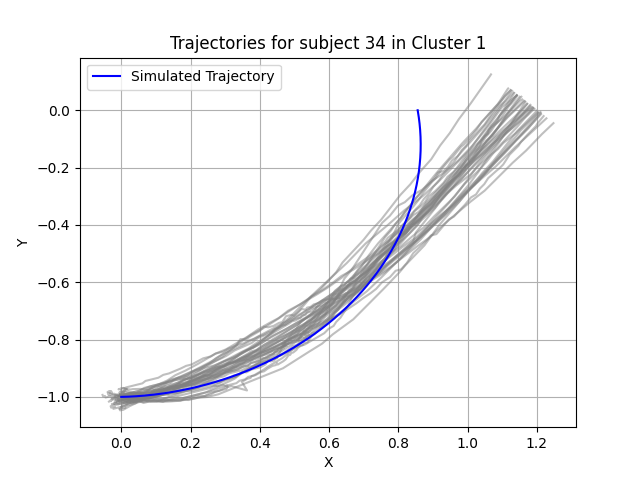 Trajectories for subject 34 in Cluster 1
Simulated Trajectory
0.0
−0.2
−0.4
−0.6
−0.8
−1.0
Y
0.0 0.2 0.4 0.6 0.8 1.0 1.2
X